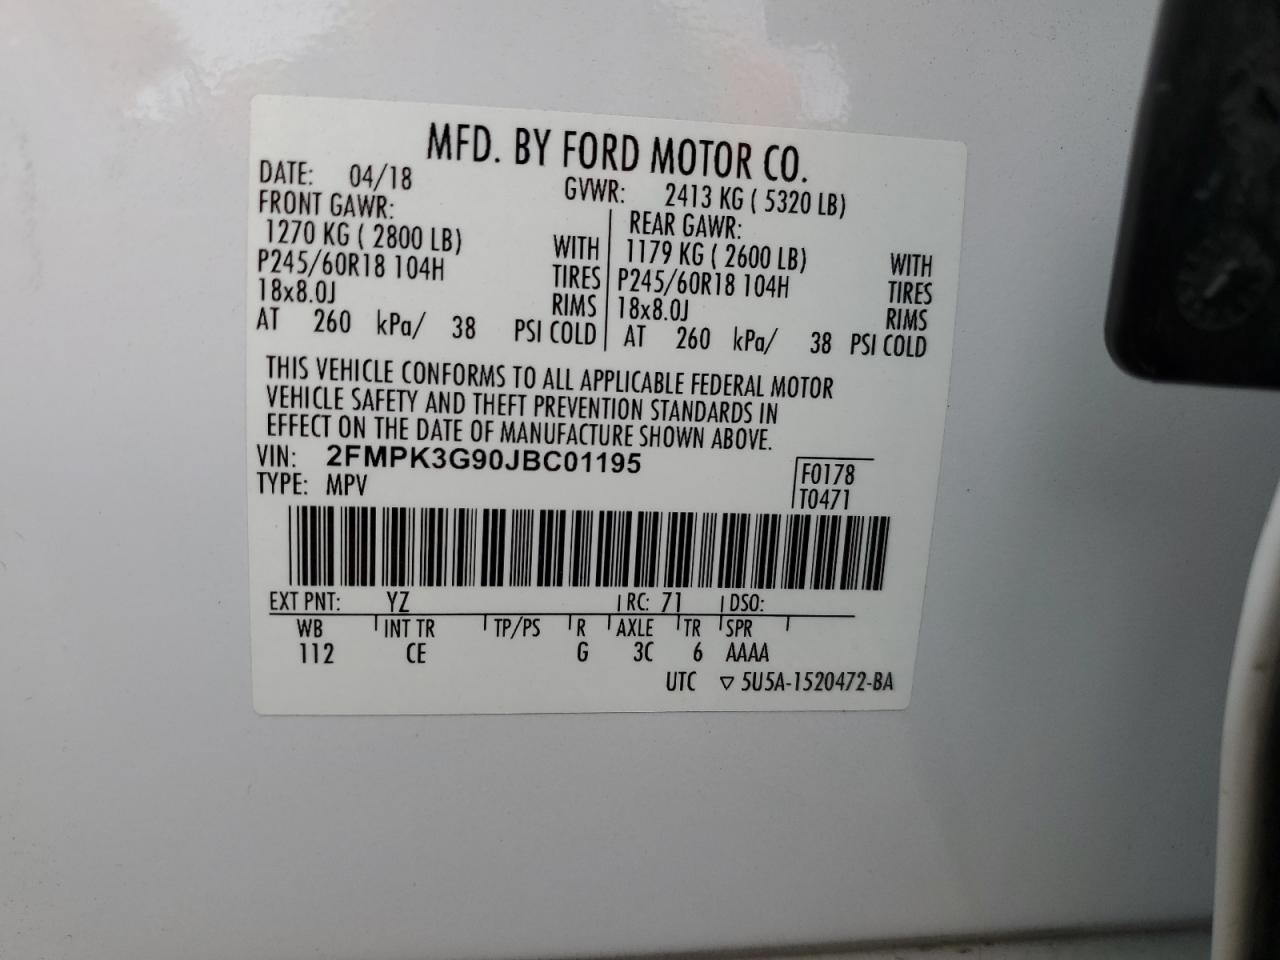 MFD. BY FORD MOTOR CO.
DATE: 04/18 GVWR: 2413 KG ( 5320 LB)
FRONT GAWR: REAR GAWR:
1270 KG ( 2800 LB) WITH 1179 KG ( 2600 LB) WITH
P245/60R18 104H TIRES P245/60R18 104H TIRES
18x8.0J RIMS 18x8.0J RIMS
AT 260 kPa/ 38 PSI COLD AT 260 kPa/ 38 PSI COLD
THIS VEHICLE CONFORMS TO ALL APPLICABLE FEDERAL MOTOR
VEHICLE SAFETY AND THEFT PREVENTION STANDARDS IN
EFFECT ON THE DATE OF MANUFACTURE SHOWN ABOVE.
VIN: 2FMPK3G90JBC01195 F0178
TYPE: MPV T0471
EXT PNT: YZ RC: 71 DSO:
WB INT TR TP/PS R AXLE TR SPR
112 CE G 3C 6 AAAA
UTC ▽ 5U5A-1520472-BA